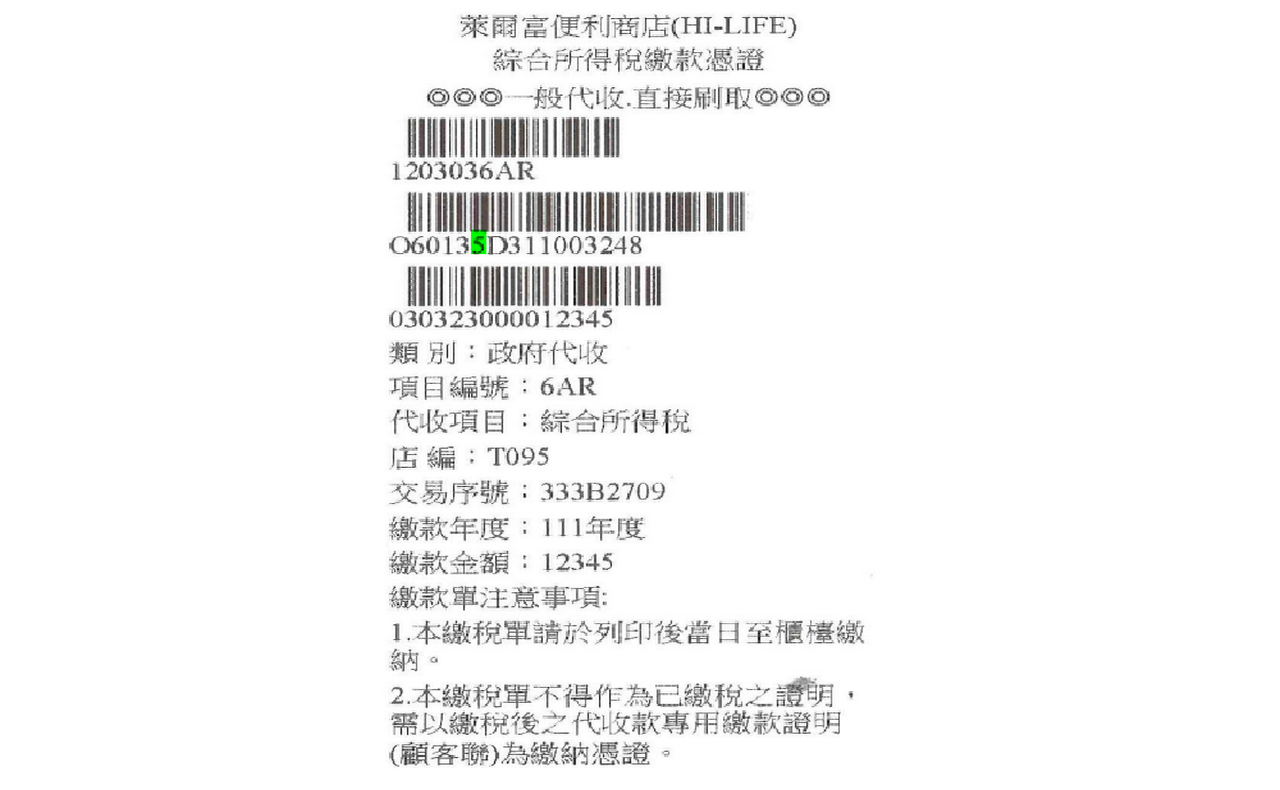 萊爾富便利商店(HI-LIFE)
綜合所得稅繳款憑證
◎◎◎一般代收.直接刷取◎◎◎
1203036AR
O60135D311003248
030323000012345
類 別：政府代收
項目編號：6AR
代收項目：綜合所得稅
店 編：T095
交易序號：333B2709
繳款年度：111年度
繳款金額：12345
繳款單注意事項:
1.本繳稅單請於列印後當日至櫃檯繳
納。
2.本繳稅單不得作為已繳稅之證明，
需以繳稅後之代收款專用繳款證明
(顧客聯)為繳納憑證。